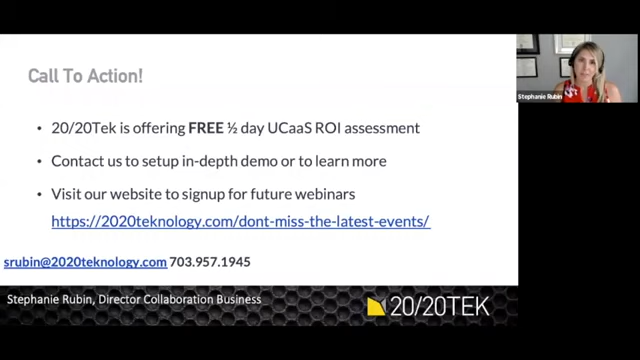 Call To Action!
• 20/20Tek is offering FREE ½ day UCaaS ROI assessment
• Contact us to setup in-depth demo or to learn more
• Visit our website to signup for future webinars
https://2020teknology.com/dont-miss-the-latest-events/
srubin@2020teknology.com 703.957.1945
Stephanie Rubin, Director Collaboration Business
20/20TEK
Stephanie Rubin